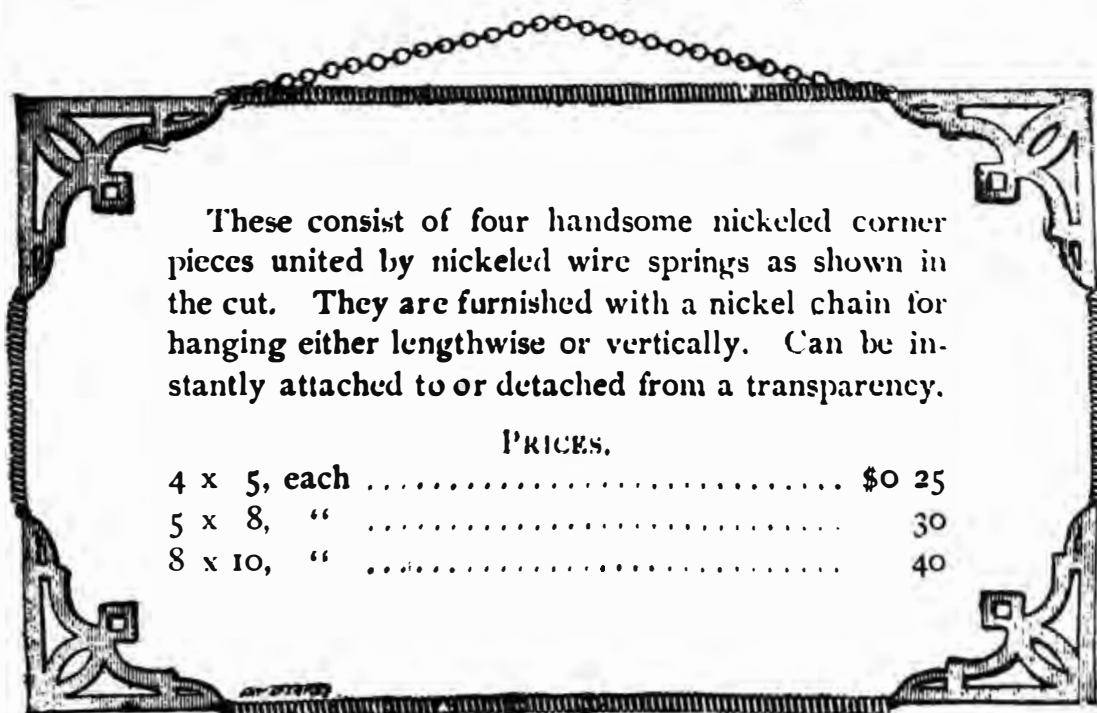 These consist of four handsome nickeled corner
pieces united by nickeled wire springs as shown in
the cut. They are furnished with a nickel chain for
hanging either lengthwise or vertically. Can be in-
stantly attached to or detached from a transparency.
PRICES.
4 x 5, each ................................ $0 25
5 x 8, “ ................................ 30
8 x 10, “ ................................ 40